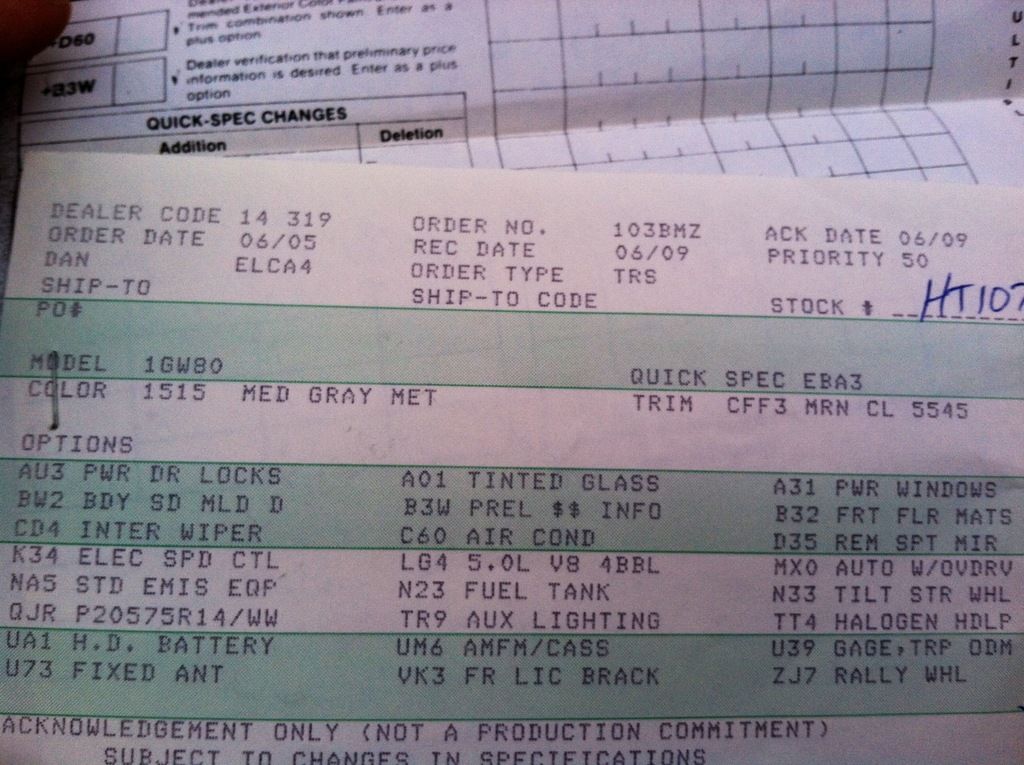 mended Exterior Color
+D60 Trim combination shown. Enter as a
plus option
Dealer verification that preliminary price
+B3W information is desired. Enter as a plus
option
QUICK-SPEC CHANGES
Addition Deletion
U
L
T
I
DEALER CODE 14 319 ORDER NO. 103BMZ ACK DATE 06/09
ORDER DATE 06/05 REC DATE 06/09 PRIORITY 50
DAN ELCA4 ORDER TYPE TRS
SHIP-TO SHIP-TO CODE STOCK # HT107
PO#
MODEL 1GW80 QUICK SPEC EBA3
COLOR 1515 MED GRAY MET TRIM CFF3 MRN CL 5545
OPTIONS
AU3 PWR DR LOCKS A01 TINTED GLASS A31 PWR WINDOWS
BW2 BDY SD MLD D B3W PREL $$ INFO B32 FRT FLR MATS
CD4 INTER WIPER C60 AIR COND D35 REM SPT MIR
K34 ELEC SPD CTL LG4 5.0L V8 4BBL MX0 AUTO W/OVDRV
NA5 STD EMIS EQP N23 FUEL TANK N33 TILT STR WHL
QJR P20575R14/WW TR9 AUX LIGHTING TT4 HALOGEN HDLP
UA1 H.D. BATTERY UM6 AMFM/CASS U39 GAGE,TRP ODM
U73 FIXED ANT VK3 FR LIC BRACK ZJ7 RALLY WHL
ACKNOWLEDGEMENT ONLY (NOT A PRODUCTION COMMITMENT)
SUBJECT TO CHANGES IN SPECIFICATIONS